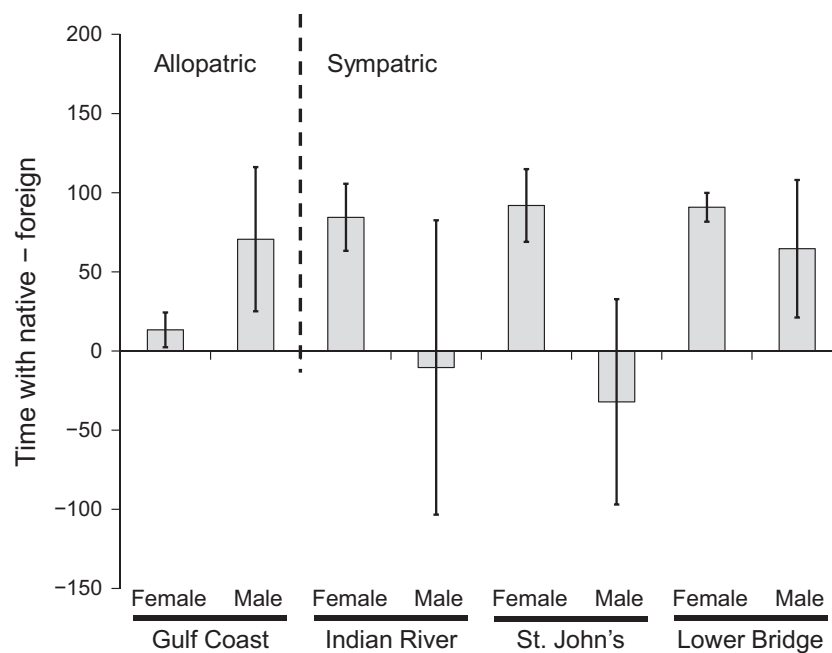 200
150
100
50
0
−50
−100
−150
Time with native − foreign
Allopatric Sympatric
Female Male Female Male Female Male Female Male
Gulf Coast Indian River St. John's Lower Bridge